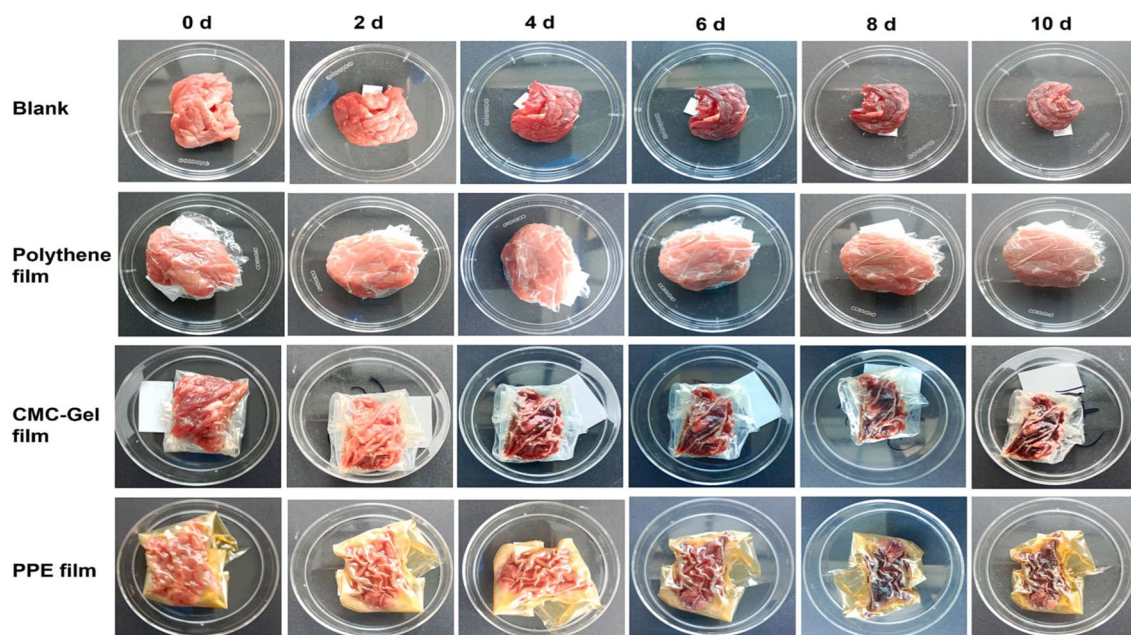 0 d 2 d 4 d 6 d 8 d 10 d
Blank
Polythene
film
CMC-Gel
film
PPE film